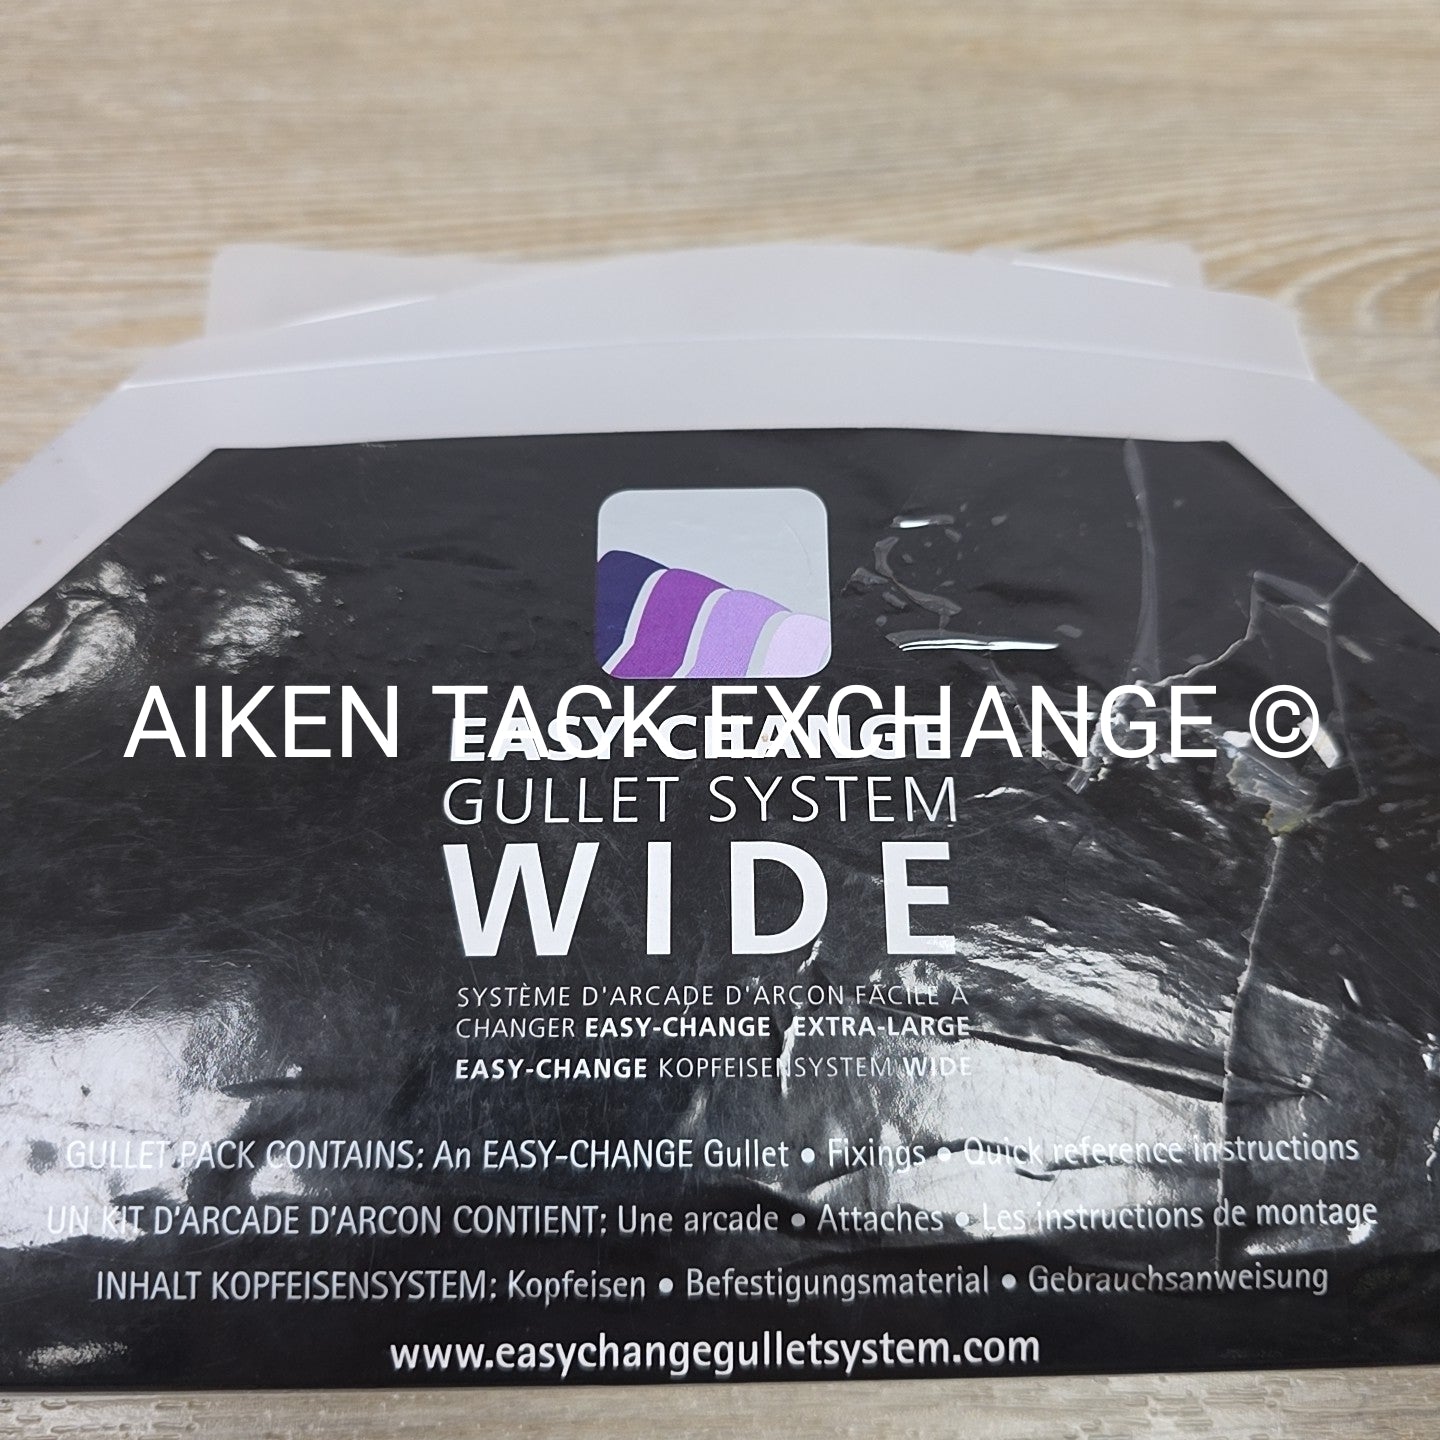 AIKEN TACK EXCHANGE ©
EASY-CHANGE
GULLET SYSTEM
WIDE
SYSTÈME D'ARCADE D'ARÇON FACILE À
CHANGER EASY-CHANGE EXTRA-LARGE
EASY-CHANGE KOPFEISENSYSTEM WIDE
GULLET PACK CONTAINS: An EASY-CHANGE Gullet • Fixings • Quick reference instructions
UN KIT D'ARCADE D'ARCON CONTIENT: Une arcade • Attaches • Les instructions de montage
INHALT KOPFEISENSYSTEM: Kopfeisen • Befestigungsmaterial • Gebrauchsanweisung
www.easychangegulletsystem.com